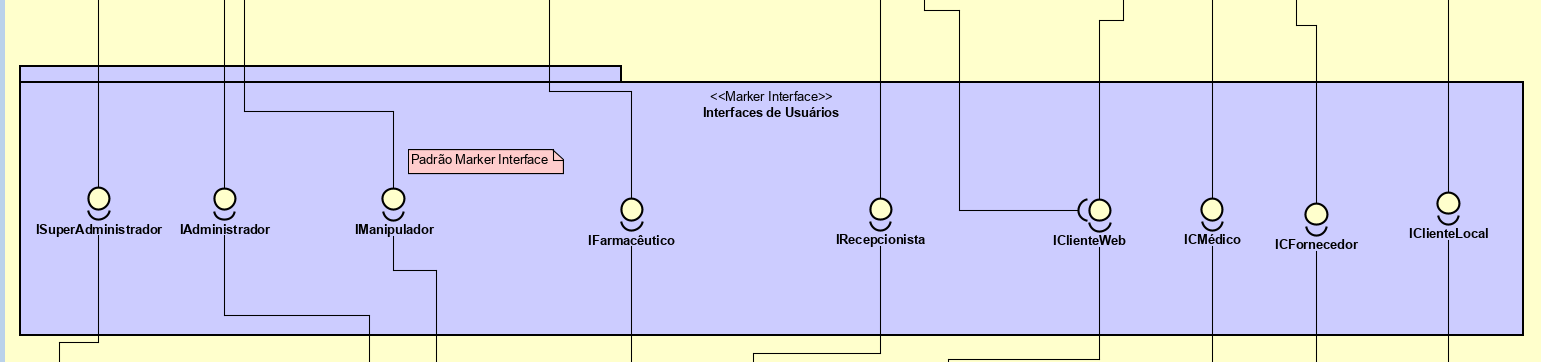 <<Marker Interface>>
Interfaces de Usuários
Padrão Marker Interface
ISuperAdministrador
IAdministrador
IManipulador
IFarmacêutico
IRecepcionista
IClienteWeb
ICMédico
ICFornecedor
IClienteLocal